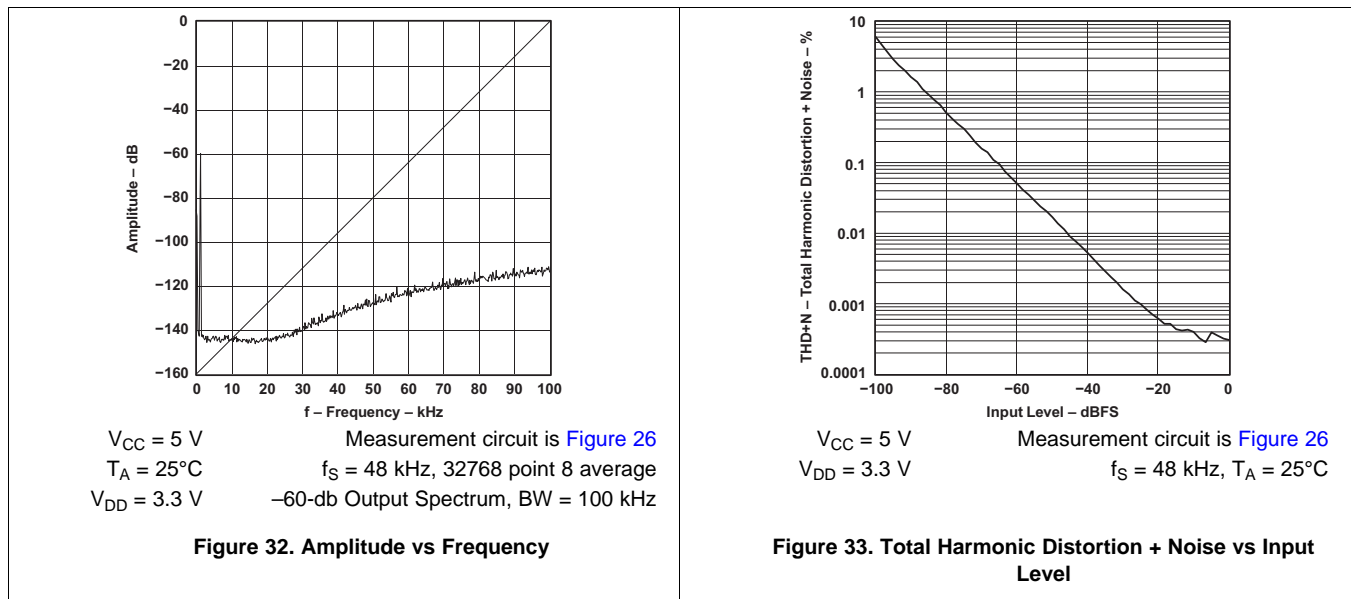 0
−20
−40
−60
−80
−100
−120
−140
−160
Amplitude – dB
0 10 20 30 40 50 60 70 80 90 100
f – Frequency – kHz
V_CC = 5 V Measurement circuit is Figure 26
T_A = 25°C f_S = 48 kHz, 32768 point 8 average
V_DD = 3.3 V –60-db Output Spectrum, BW = 100 kHz
Figure 32. Amplitude vs Frequency
10
1
0.1
0.01
0.001
0.0001
THD+N – Total Harmonic Distortion + Noise – %
−100 −80 −60 −40 −20 0
Input Level – dBFS
V_CC = 5 V Measurement circuit is Figure 26
V_DD = 3.3 V f_S = 48 kHz, T_A = 25°C
Figure 33. Total Harmonic Distortion + Noise vs Input
Level